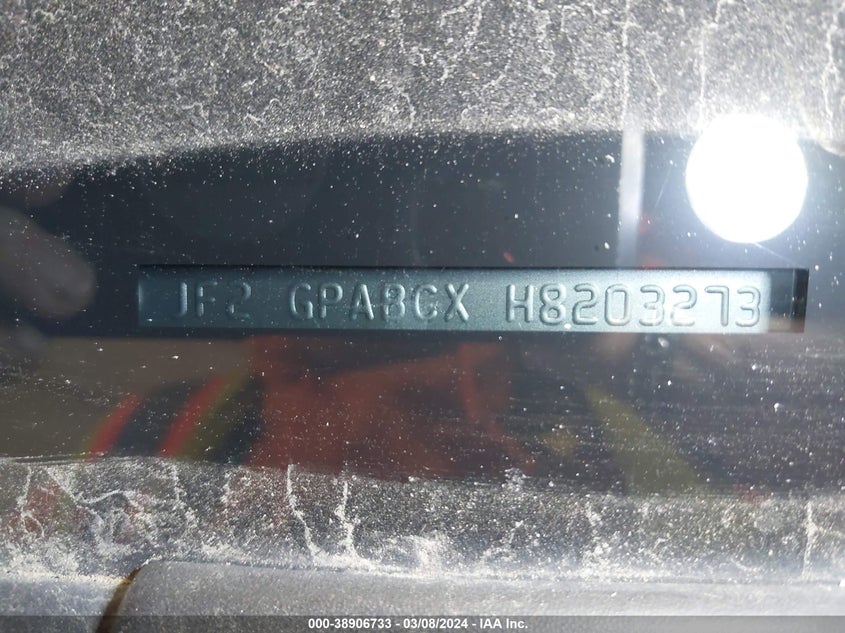 JF2 GPABCX H8203273
000-38906733 - 03/08/2024 - IAA Inc.